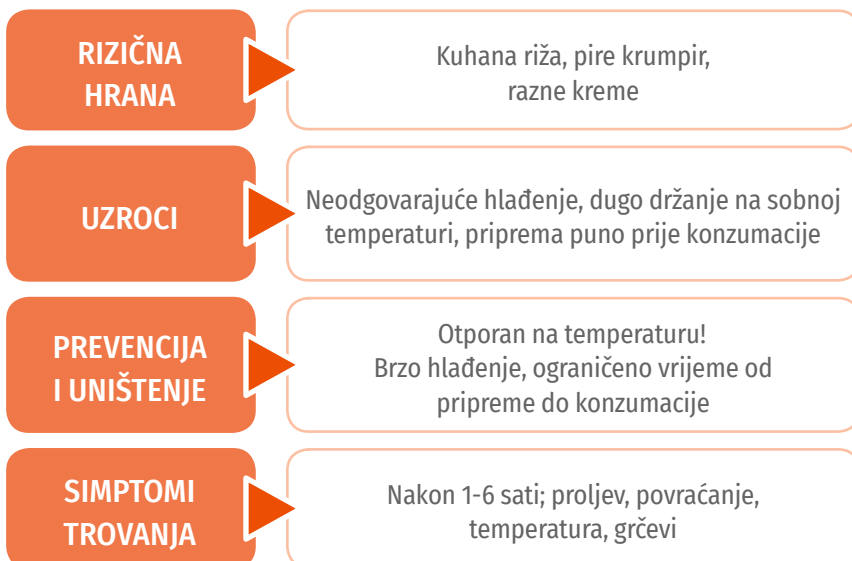 RIZIČNA
HRANA
Kuhana riža, pire krumpir,
razne kreme
UZROCI
Neodgovarajuće hlađenje, dugo držanje na sobnoj
temperaturi, priprema puno prije konzumacije
PREVENCIJA
I UNIŠTENJE
Otporan na temperaturu!
Brzo hlađenje, ograničeno vrijeme od
pripreme do konzumacije
SIMPTOMI
TROVANJA
Nakon 1-6 sati; proljev, povraćanje,
temperatura, grčevi